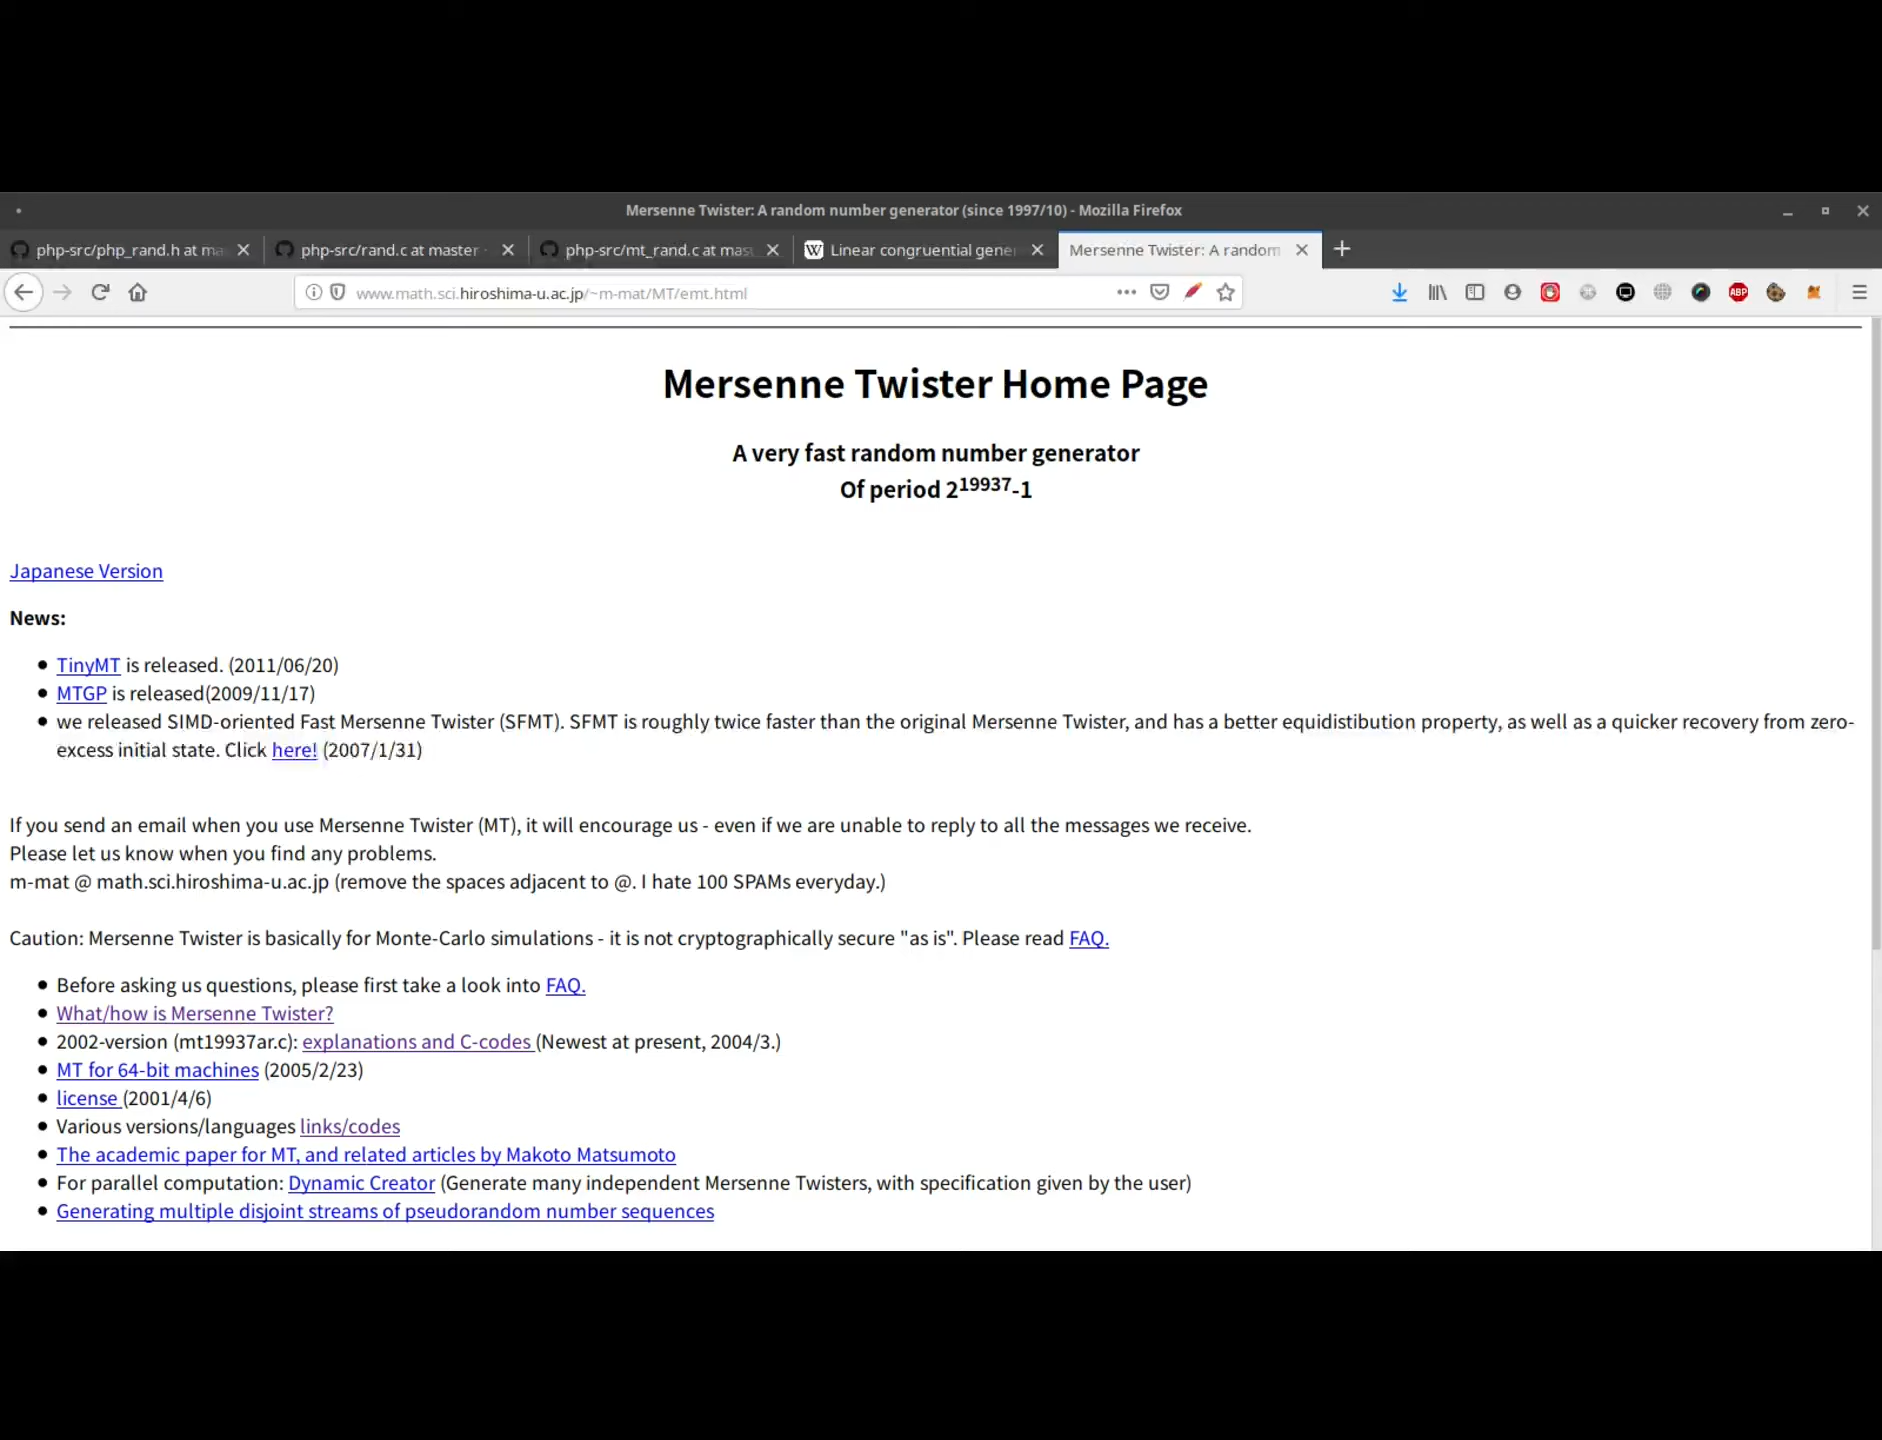 Mersenne Twister: A random number generator (since 1997/10) - Mozilla Firefox
php-src/php_rand.h at ma
php-src/rand.c at master
php-src/mt_rand.c at mas
W Linear congruential gene
Mersenne Twister: A random
www.math.sci.hiroshima-u.ac.jp/~m-mat/MT/emt.html
ABP
Mersenne Twister Home Page
A very fast random number generator
Of period 2^19937-1
Japanese Version
News:
● TinyMT is released. (2011/06/20)
● MTGP is released(2009/11/17)
● we released SIMD-oriented Fast Mersenne Twister (SFMT). SFMT is roughly twice faster than the original Mersenne Twister, and has a better equidistibution property, as well as a quicker recovery from zero-
excess initial state. Click here! (2007/1/31)
If you send an email when you use Mersenne Twister (MT), it will encourage us - even if we are unable to reply to all the messages we receive.
Please let us know when you find any problems.
m-mat @ math.sci.hiroshima-u.ac.jp (remove the spaces adjacent to @. I hate 100 SPAMs everyday.)
Caution: Mersenne Twister is basically for Monte-Carlo simulations - it is not cryptographically secure "as is". Please read FAQ.
● Before asking us questions, please first take a look into FAQ.
● What/how is Mersenne Twister?
● 2002-version (mt19937ar.c): explanations and C-codes (Newest at present, 2004/3.)
● MT for 64-bit machines (2005/2/23)
● license (2001/4/6)
● Various versions/languages links/codes
● The academic paper for MT, and related articles by Makoto Matsumoto
● For parallel computation: Dynamic Creator (Generate many independent Mersenne Twisters, with specification given by the user)
● Generating multiple disjoint streams of pseudorandom number sequences